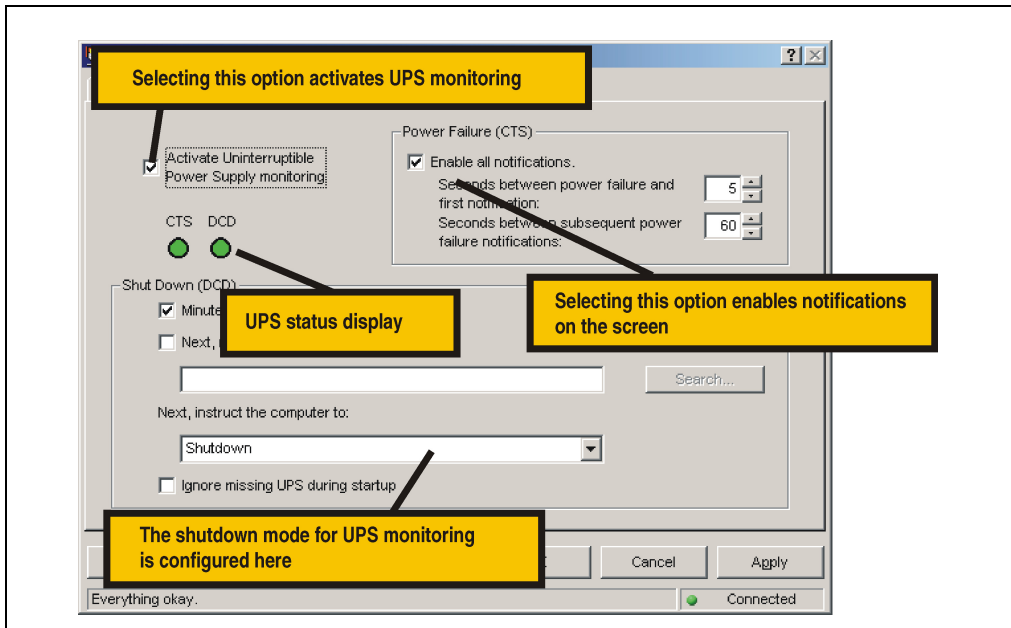 Selecting this option activates UPS monitoring
Activate Uninterruptible
Power Supply monitoring
CTS DCD
Power Failure (CTS)
Enable all notifications.
Seconds between power failure and
first notification:
5
Seconds between subsequent power
failure notifications:
60
Shut Down (DCD)
Next,
UPS status display
Selecting this option enables notifications
on the screen
Search...
Next, instruct the computer to:
Shutdown
Ignore missing UPS during startup
The shutdown mode for UPS monitoring
is configured here
Cancel
Apply
Everything okay.
Connected